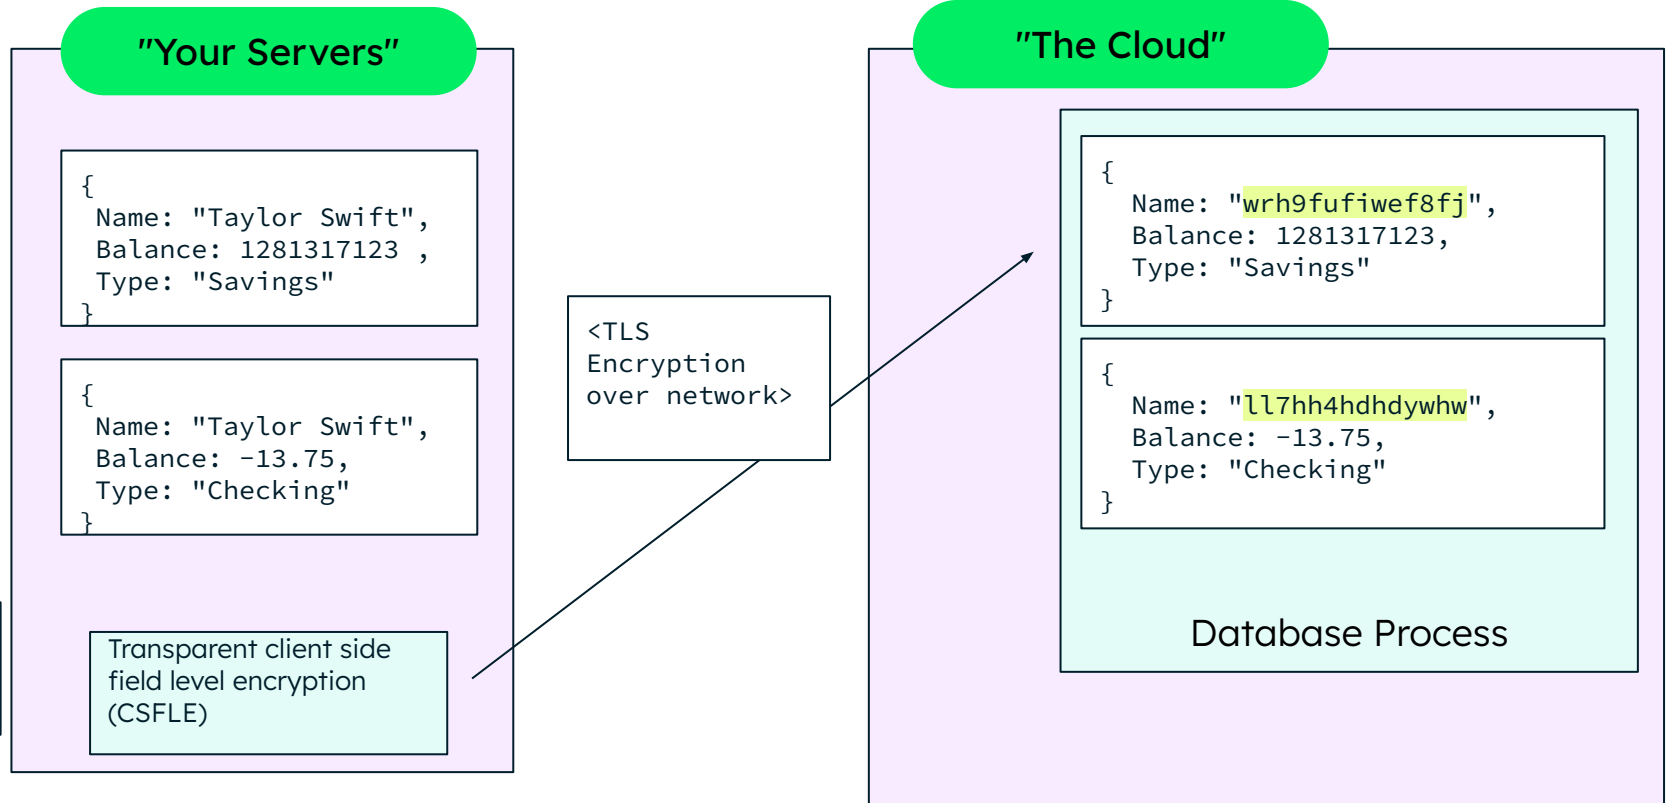 "Your Servers"
{
Name: "Taylor Swift",
Balance: 1281317123 ,
Type: "Savings"
}
{
Name: "Taylor Swift",
Balance: -13.75,
Type: "Checking"
}
Transparent client side
field level encryption
(CSFLE)
<TLS
Encryption
over network>
"The Cloud"
{
Name: "wrh9fufiwef8fj",
Balance: 1281317123,
Type: "Savings"
}
{
Name: "ll7hh4hdhdywhw",
Balance: -13.75,
Type: "Checking"
}
Database Process